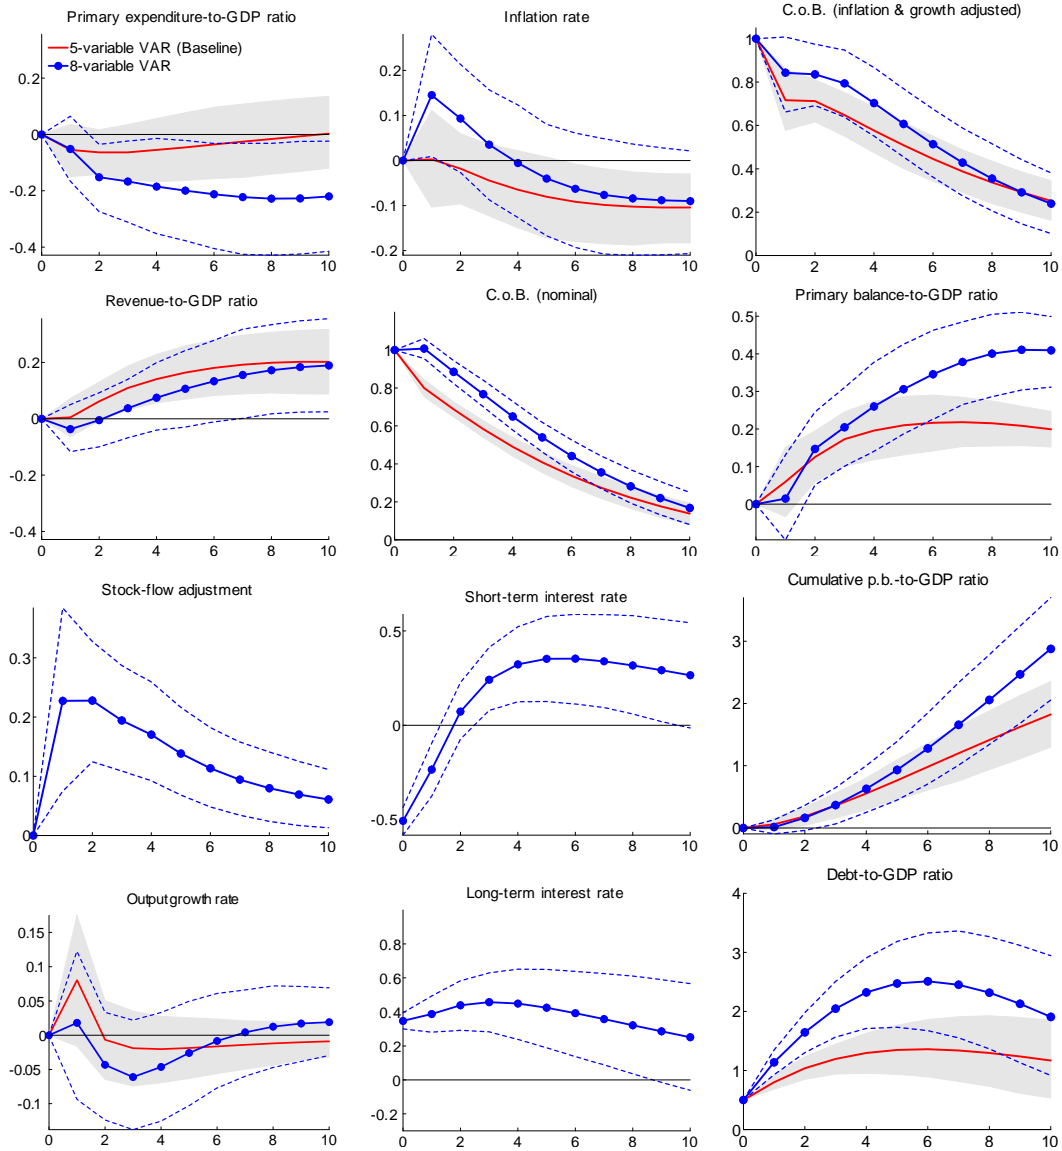 Primary expenditure-to-GDP ratio
5-variable VAR (Baseline)
8-variable VAR
0.2
0
-0.2
-0.4
0 2 4 6 8 10
Inflation rate
0.2
0.1
0
-0.1
-0.2
0 2 4 6 8 10
C.o.B. (inflation & growth adjusted)
1
0.8
0.6
0.4
0.2
0 2 4 6 8 10
Revenue-to-GDP ratio
0.2
0
-0.2
-0.4
0 2 4 6 8 10
C.o.B. (nominal)
1
0.8
0.6
0.4
0.2
0
0 2 4 6 8 10
Primary balance-to-GDP ratio
0.5
0.4
0.3
0.2
0.1
0
0 2 4 6 8 10
Stock-flow adjustment
0.3
0.2
0.1
0
0 2 4 6 8 10
Short-term interest rate
0.5
0
-0.5
0 2 4 6 8 10
Cumulative p.b.-to-GDP ratio
3
2
1
0
0 2 4 6 8 10
Output growth rate
0.15
0.1
0.05
0
-0.05
-0.1
0 2 4 6 8 10
Long-term interest rate
0.8
0.6
0.4
0.2
0
-0.2
0 2 4 6 8 10
Debt-to-GDP ratio
4
3
2
1
0
0 2 4 6 8 10